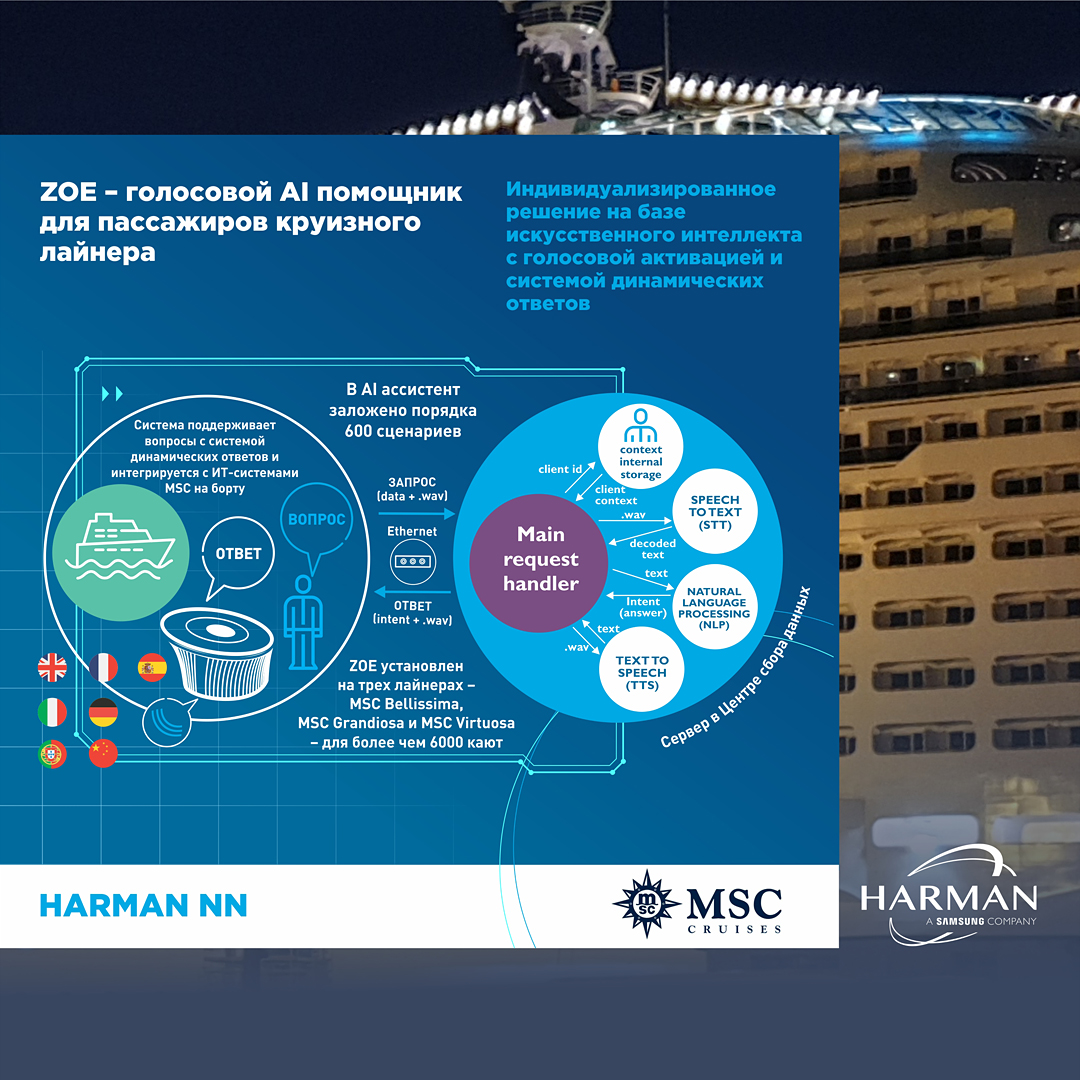 ZOE – голосовой AI помощник
для пассажиров круизного
лайнера
Индивидуализированное
решение на базе
искусственного интеллекта
с голосовой активацией и
системой динамических
ответов
В AI ассистент
заложено порядка
600 сценариев
Система поддерживает
вопросы с системой
динамических ответов и
интегрируется с ИТ-системами
MSC на борту
ВОПРОС
ОТВЕТ
ЗАПРОС
(data + .wav)
Ethernet
ОТВЕТ
(intent + .wav)
ZOE установлен
на трех лайнерах –
MSC Bellissima,
MSC Grandiosa и MSC Virtuosa
– для более чем 6000 кают
Main
request
handler
context
internal
storage
client id
client
context
SPEECH
TO TEXT
(STT)
.wav
decoded
text
NATURAL
LANGUAGE
PROCESSING
(NLP)
text
Intent
(answer)
TEXT TO
SPEECH
(TTS)
text
.wav
Сервер в Центре сбора данных
HARMAN NN
msc
MSC
CRUISES
HARMAN
A SAMSUNG COMPANY